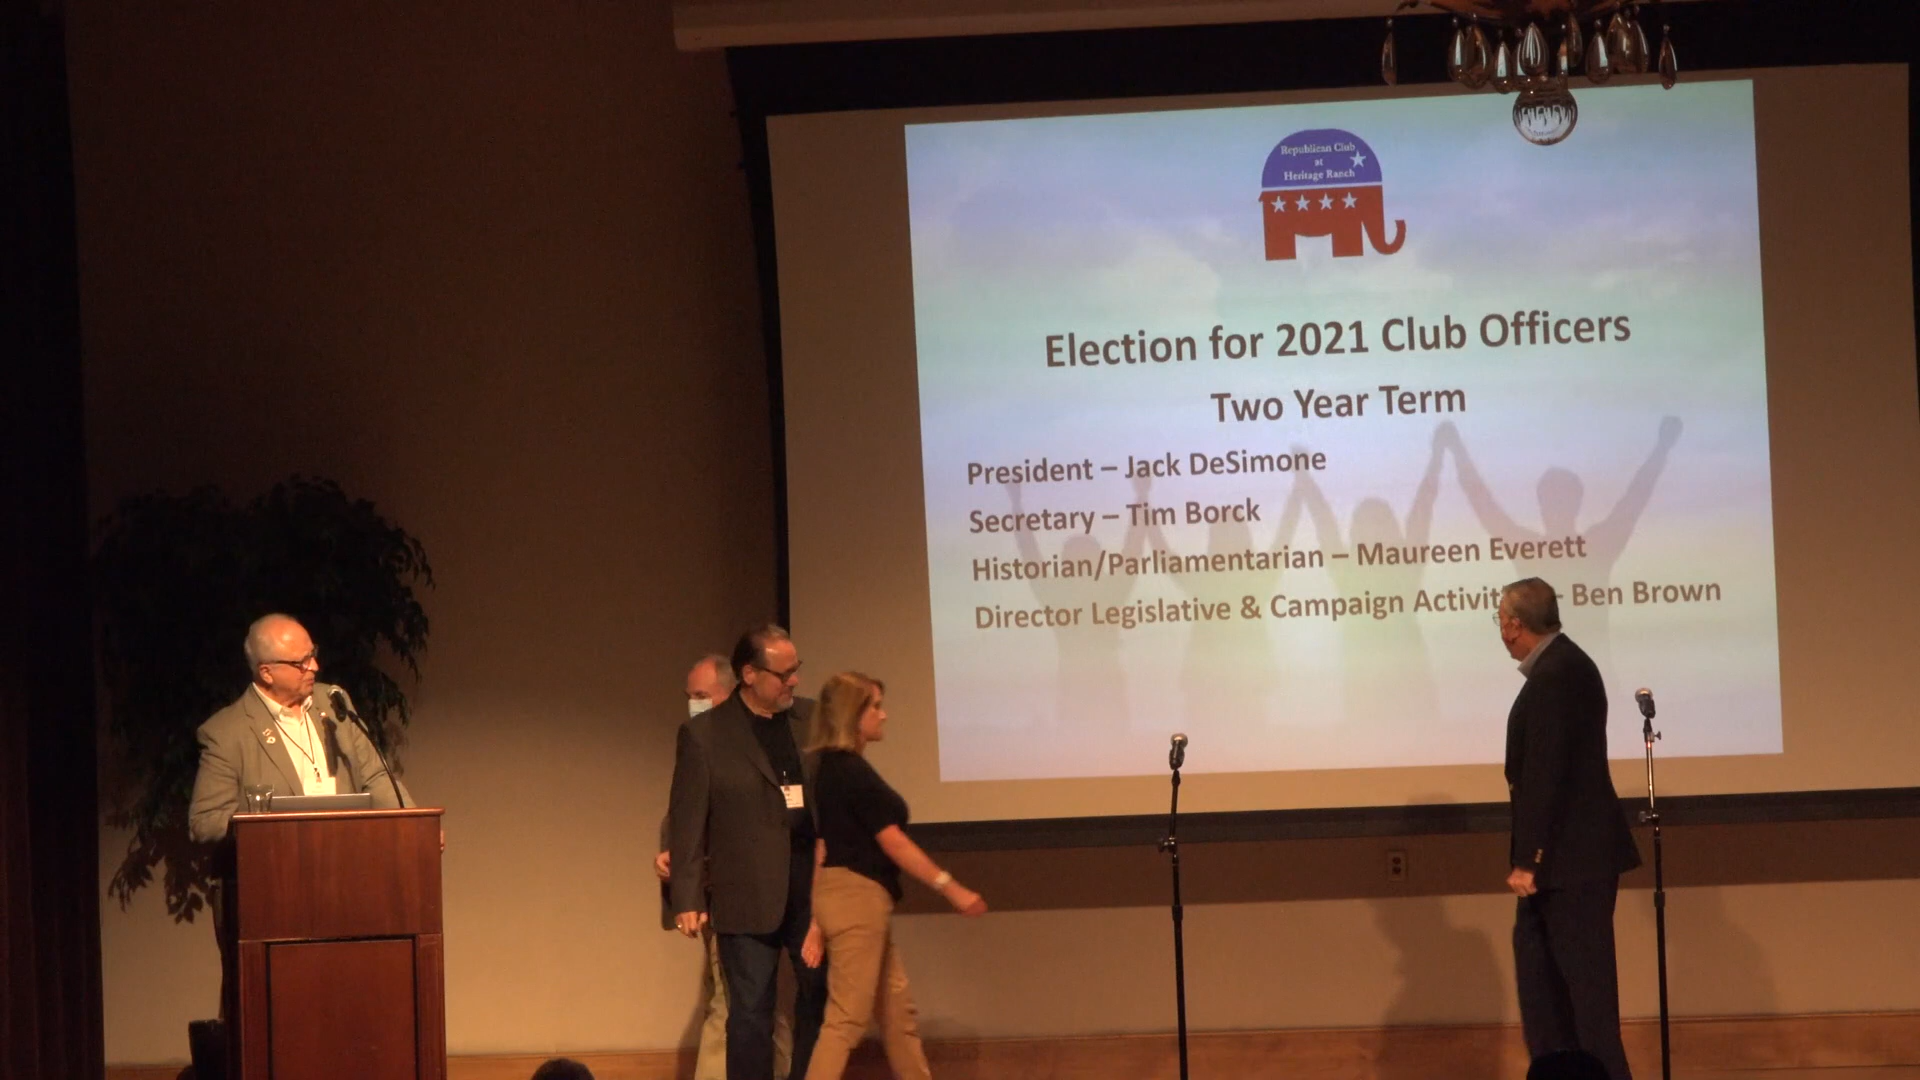 Republican Club
at
Heritage Ranch
Election for 2021 Club Officers
Two Year Term
President – Jack DeSimone
Secretary – Tim Borck
Historian/Parliamentarian – Maureen Everett
Director Legislative & Campaign Activit – Ben Brown